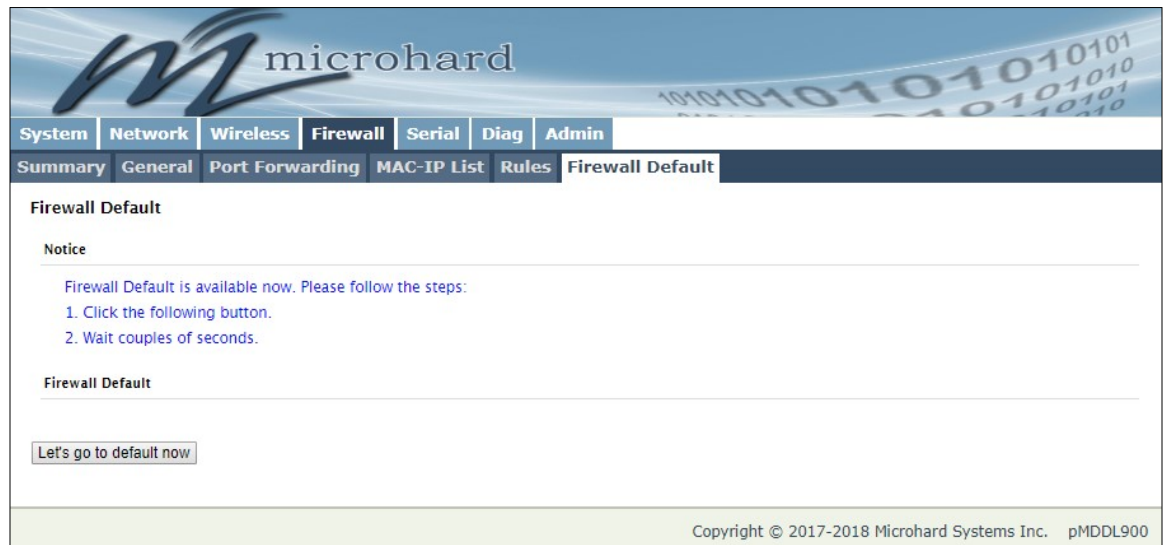 microhard
System Network Wireless Firewall Serial Diag Admin
Summary General Port Forwarding MAC-IP List Rules Firewall Default
Firewall Default
Notice
Firewall Default is available now. Please follow the steps:
1. Click the following button.
2. Wait couples of seconds.
Firewall Default
Let's go to default now
Copyright © 2017-2018 Microhard Systems Inc. pMDDL900